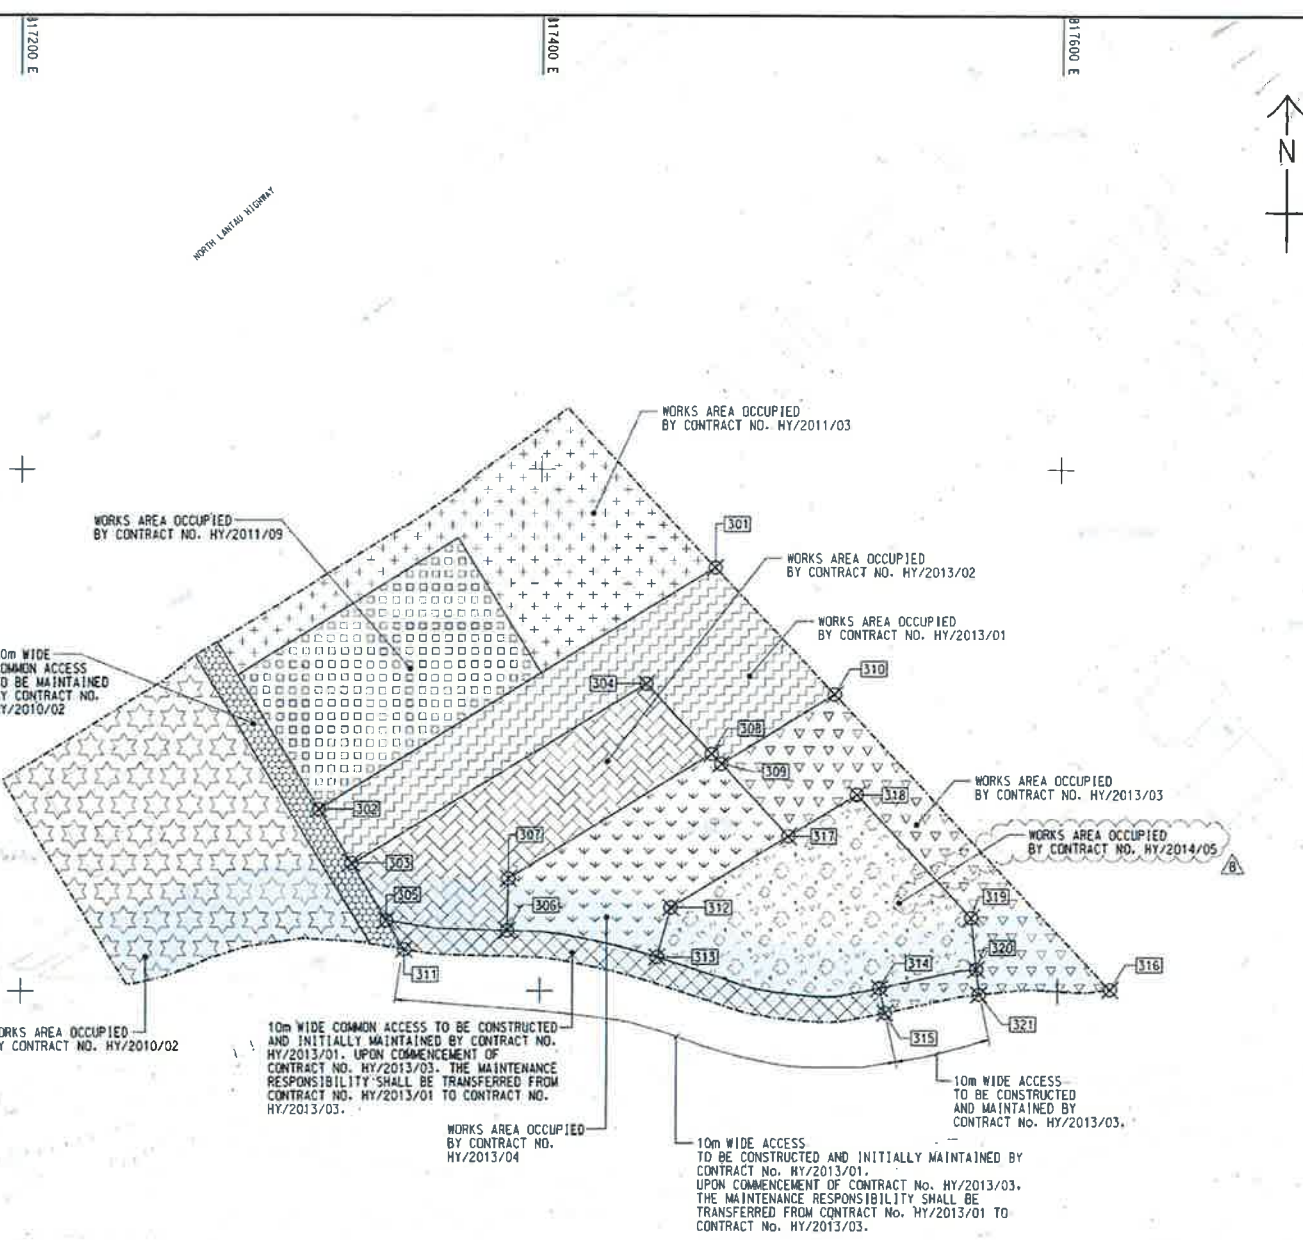 817200 E
817400 E
817600 E
N
NORTH LANTAU HIGHWAY
WORKS AREA OCCUPIED
BY CONTRACT NO. HY/2011/03
WORKS AREA OCCUPIED
BY CONTRACT NO. HY/2011/09
301
WORKS AREA OCCUPIED
BY CONTRACT NO. HY/2013/02
WORKS AREA OCCUPIED
BY CONTRACT NO. HY/2013/01
0m WIDE
OMMON ACCESS
O BE MAINTAINED
Y CONTRACT NO.
Y/2010/02
304
310
308
309
302
318
WORKS AREA OCCUPIED
BY CONTRACT NO. HY/2013/03
307
317
WORKS AREA OCCUPIED
BY CONTRACT NO. HY/2014/05
B
303
305
306
312
319
311
313
314
320
316
315
321
ORKS AREA OCCUPIED
Y CONTRACT NO. HY/2010/02
10m WIDE COMMON ACCESS TO BE CONSTRUCTED
AND INITIALLY MAINTAINED BY CONTRACT NO.
HY/2013/01. UPON COMMENCEMENT OF
CONTRACT NO. HY/2013/03. THE MAINTENANCE
RESPONSIBILITY SHALL BE TRANSFERRED FROM
CONTRACT NO. HY/2013/01 TO CONTRACT NO.
HY/2013/03.
WORKS AREA OCCUPIED
BY CONTRACT NO.
HY/2013/04
10m WIDE ACCESS
TO BE CONSTRUCTED
AND MAINTAINED BY
CONTRACT No. HY/2013/03.
10m WIDE ACCESS
TO BE CONSTRUCTED AND INITIALLY MAINTAINED BY
CONTRACT No. HY/2013/01.
UPON COMMENCEMENT OF CONTRACT No. HY/2013/03.
THE MAINTENANCE RESPONSIBILITY SHALL BE
TRANSFERRED FROM CONTRACT No. HY/2013/01 TO
CONTRACT No. HY/2013/03.